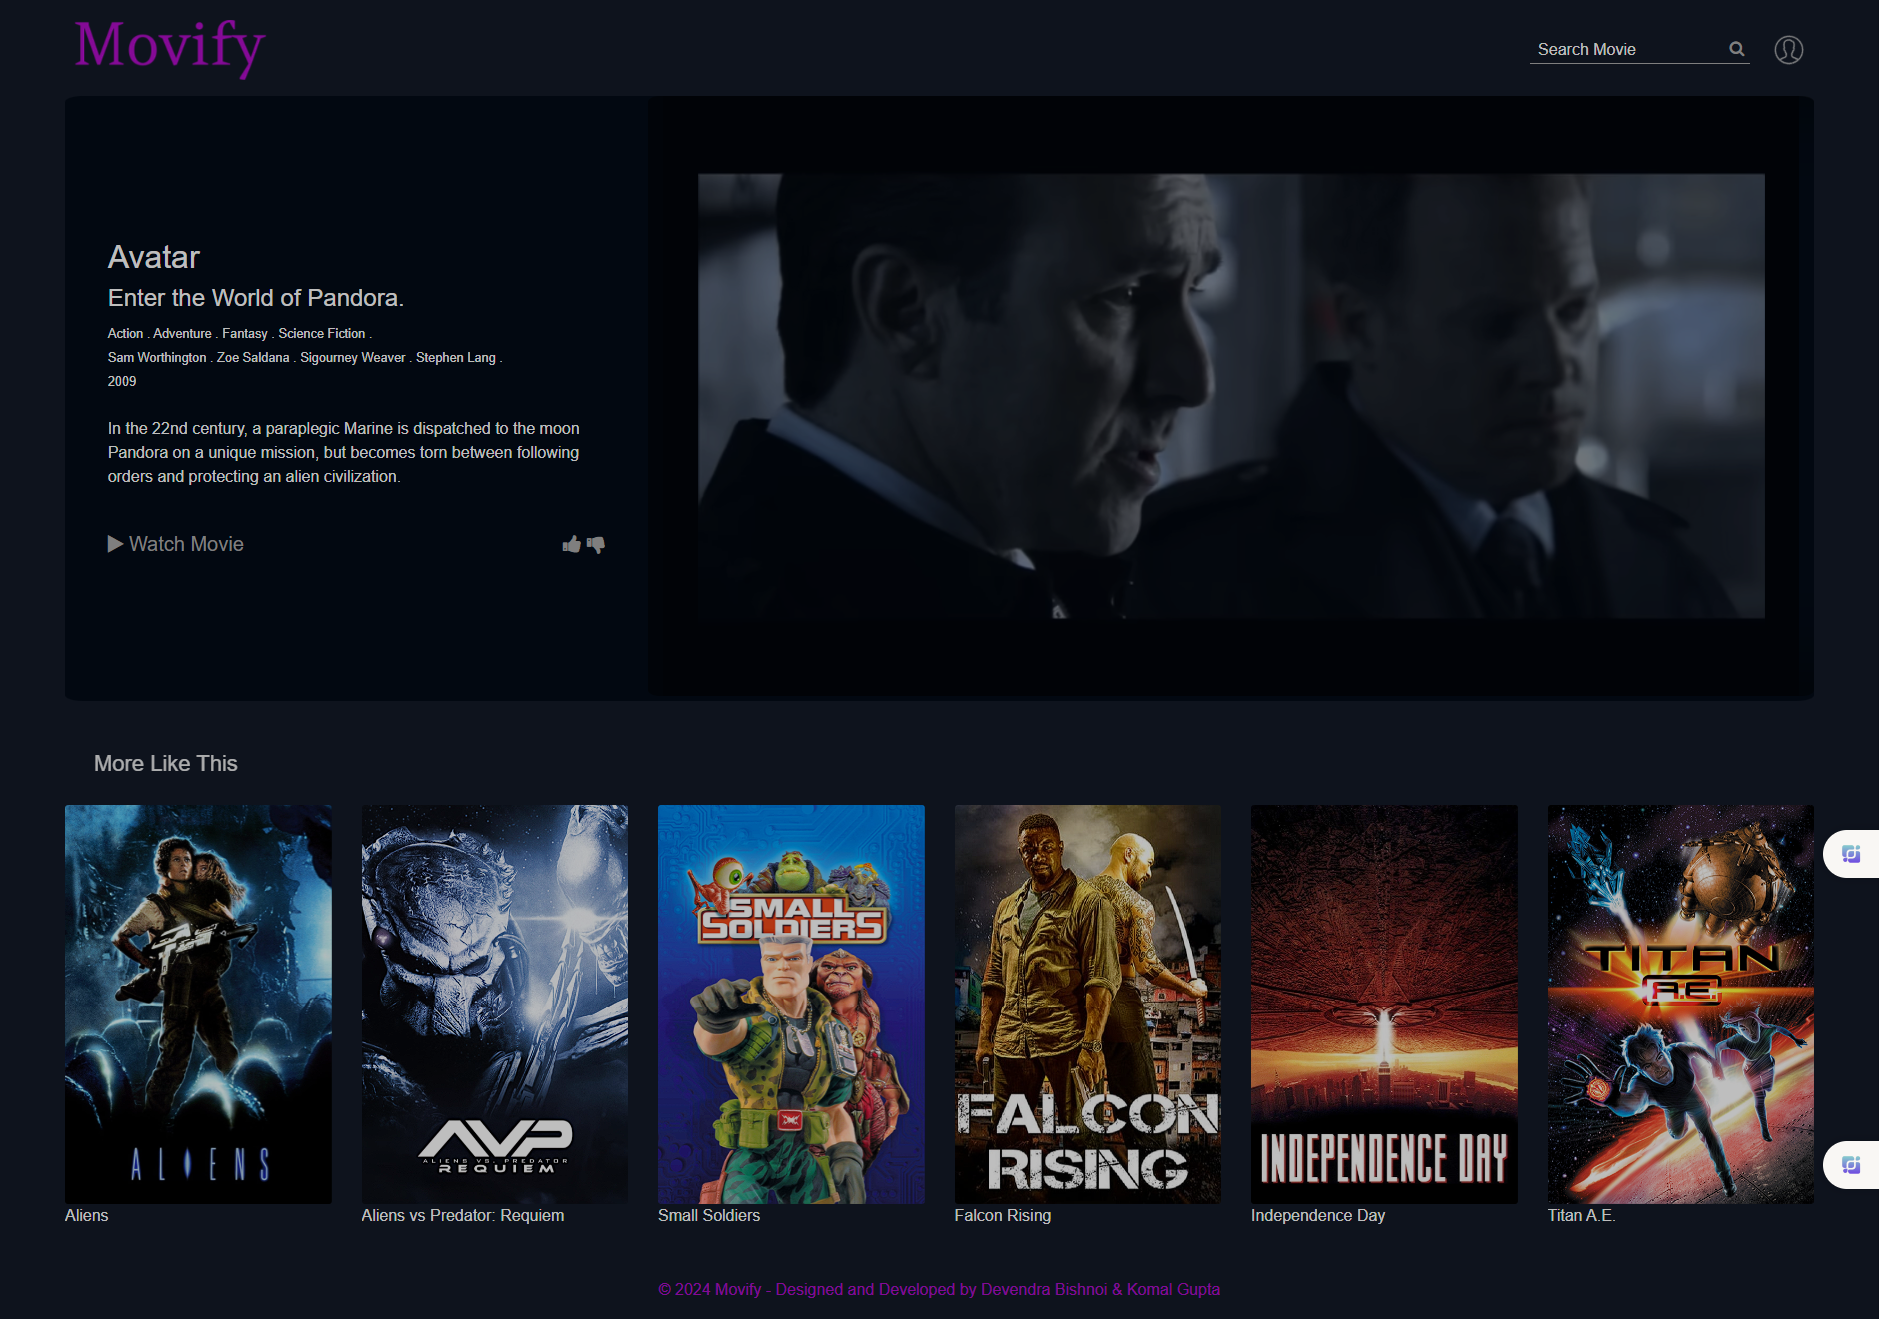 Movify
Search Movie
Avatar
Enter the World of Pandora.
Action . Adventure . Fantasy . Science Fiction .
Sam Worthington . Zoe Saldana . Sigourney Weaver . Stephen Lang .
2009
In the 22nd century, a paraplegic Marine is dispatched to the moon
Pandora on a unique mission, but becomes torn between following
orders and protecting an alien civilization.
Watch Movie
More Like This
ALIENS
AVP
ALIENS VS. PREDATOR
REQUIEM
SMALL
SOLDIERS
FALCON
RISING
INDEPENDENCE DAY
TITAN
A.E.
Aliens
Aliens vs Predator: Requiem
Small Soldiers
Falcon Rising
Independence Day
Titan A.E.
© 2024 Movify - Designed and Developed by Devendra Bishnoi & Komal Gupta